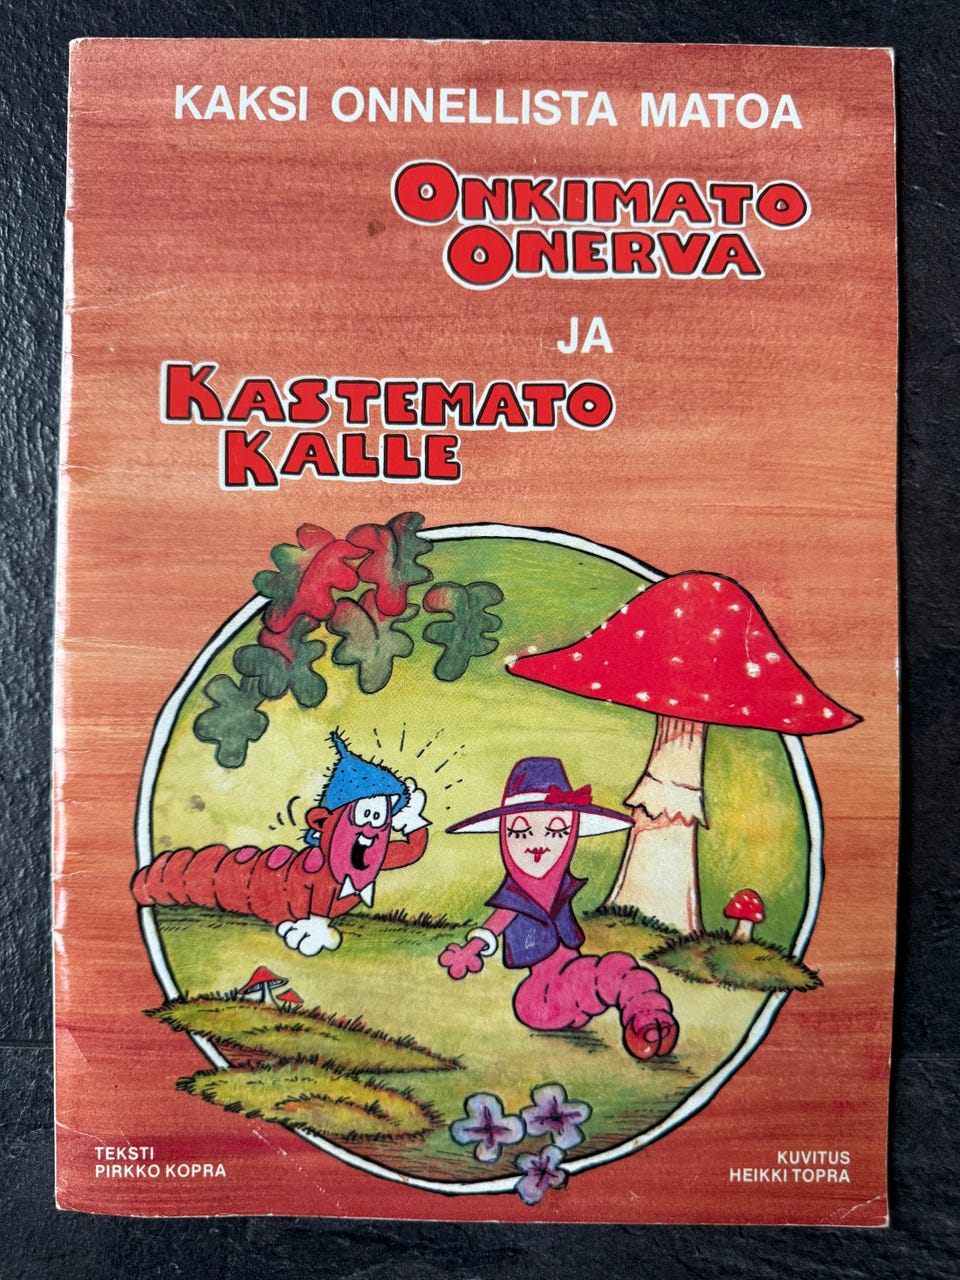 KAKSI ONNELLISTA MATOA
ONKIMATO
ONERVA
JA
KASTEMATO
KALLE
TEKSTI
PIRKKO KOPRA
KUVITUS
HEIKKI TOPRA